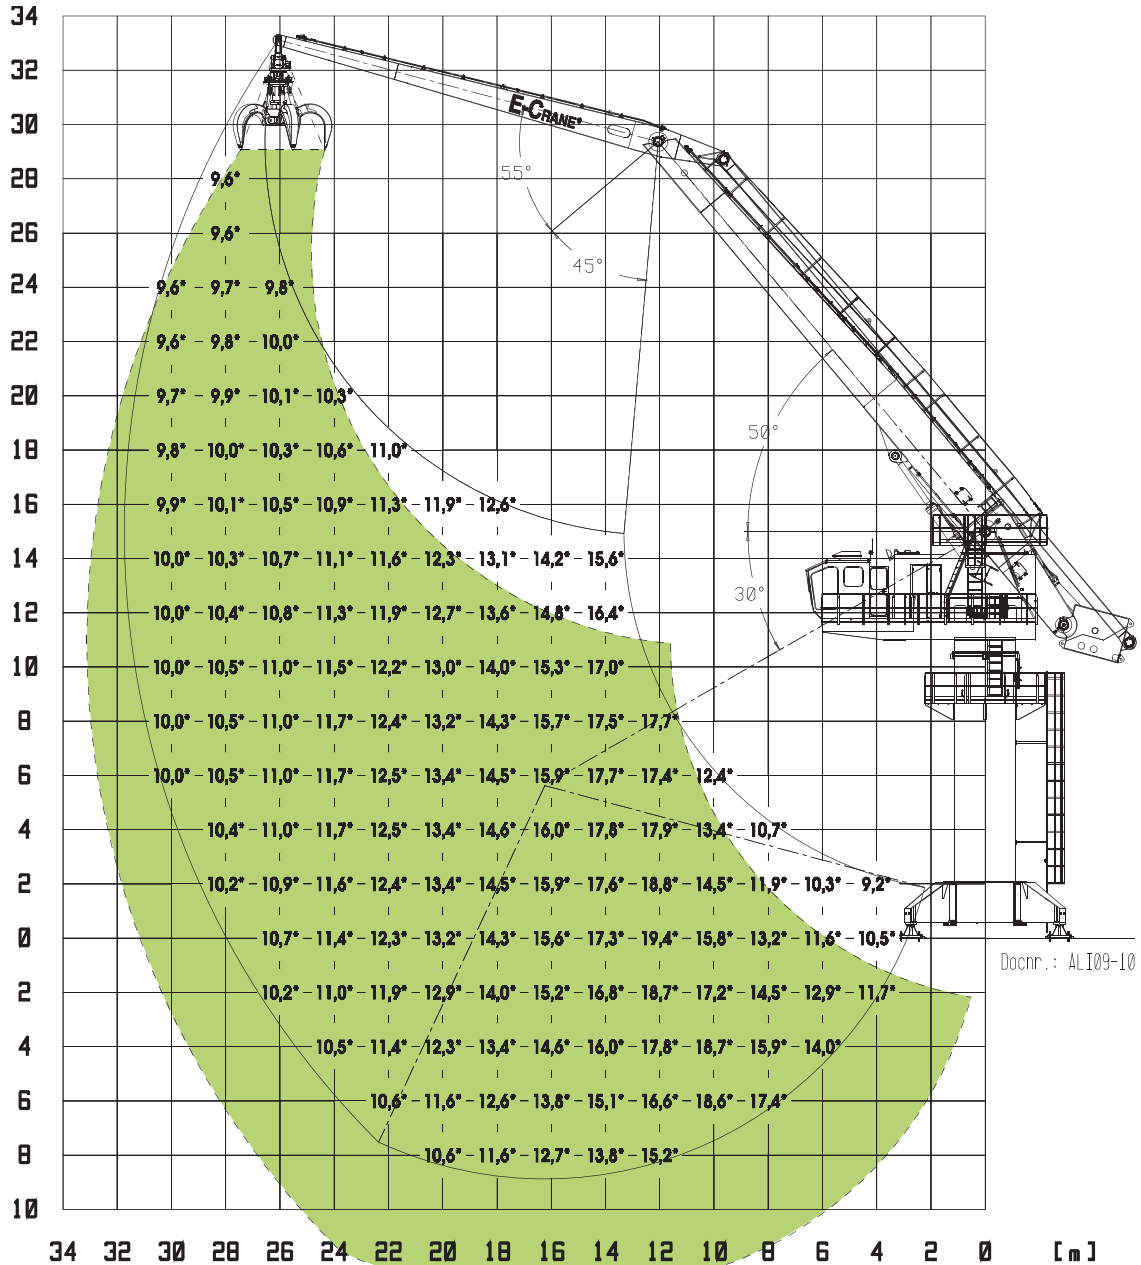 34
32
E-CRANE®
30
55°
28 9,6*
26 9,6*
45°
24 9,6* 9,7* 9,8*
22 9,6* 9,8* 10,0*
20 9,7* 9,9* 10,1* 10,3*
50°
18 9,8* 10,0* 10,3* 10,6* 11,0*
16 9,9* 10,1* 10,5* 10,9* 11,3* 11,9* 12,6*
14 10,0* 10,3* 10,7* 11,1* 11,6* 12,3* 13,1* 14,2* 15,6*
30°
12 10,0* 10,4* 10,8* 11,3* 11,9* 12,7* 13,6* 14,8* 16,4*
10 10,0* 10,5* 11,0* 11,5* 12,2* 13,0* 14,0* 15,3* 17,0*
8 10,0* 10,5* 11,0* 11,7* 12,4* 13,2* 14,3* 15,7* 17,5* 17,7*
6 10,0* 10,5* 11,0* 11,7* 12,5* 13,4* 14,5* 15,9* 17,7* 17,4* 12,4*
4 10,4* 11,0* 11,7* 12,5* 13,4* 14,6* 16,0* 17,8* 17,9* 13,4* 10,7*
2 10,2* 10,9* 11,6* 12,4* 13,4* 14,5* 15,9* 17,6* 18,8* 14,5* 11,9* 10,3* 9,2*
0 10,7* 11,4* 12,3* 13,2* 14,3* 15,6* 17,3* 19,4* 15,8* 13,2* 11,6* 10,5*
Docnr.: ALI09-10
2 10,2* 11,0* 11,9* 12,9* 14,0* 15,2* 16,8* 18,7* 17,2* 14,5* 12,9* 11,7*
4 10,5* 11,4* 12,3* 13,4* 14,6* 16,0* 17,8* 18,7* 15,9* 14,0*
6 10,6* 11,6* 12,6* 13,8* 15,1* 16,6* 18,6* 17,4*
8 10,6* 11,6* 12,7* 13,8* 15,2*
10
34 32 30 28 26 24 22 20 18 16 14 12 10 8 6 4 2 0 [m]